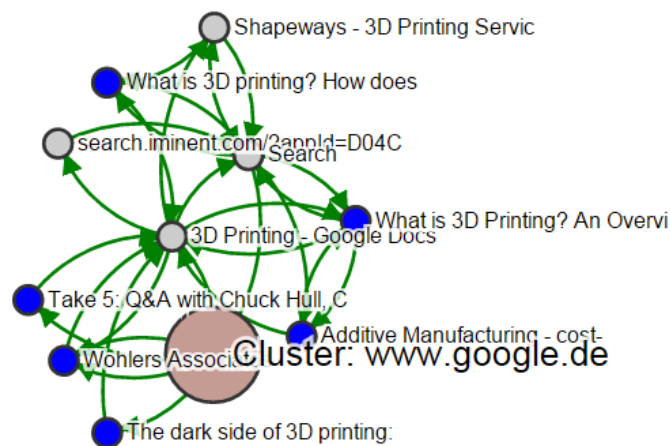 Shapeways - 3D Printing Servic
What is 3D printing? How does
search.iminent.com/?appId=D04C
Search
What is 3D Printing? An Overvi
3D Printing - Google Docs
Take 5: Q&A with Chuck Hull, C
Additive Manufacturing - cost-
Wohlers Associa
Cluster: www.google.de
The dark side of 3D printing: